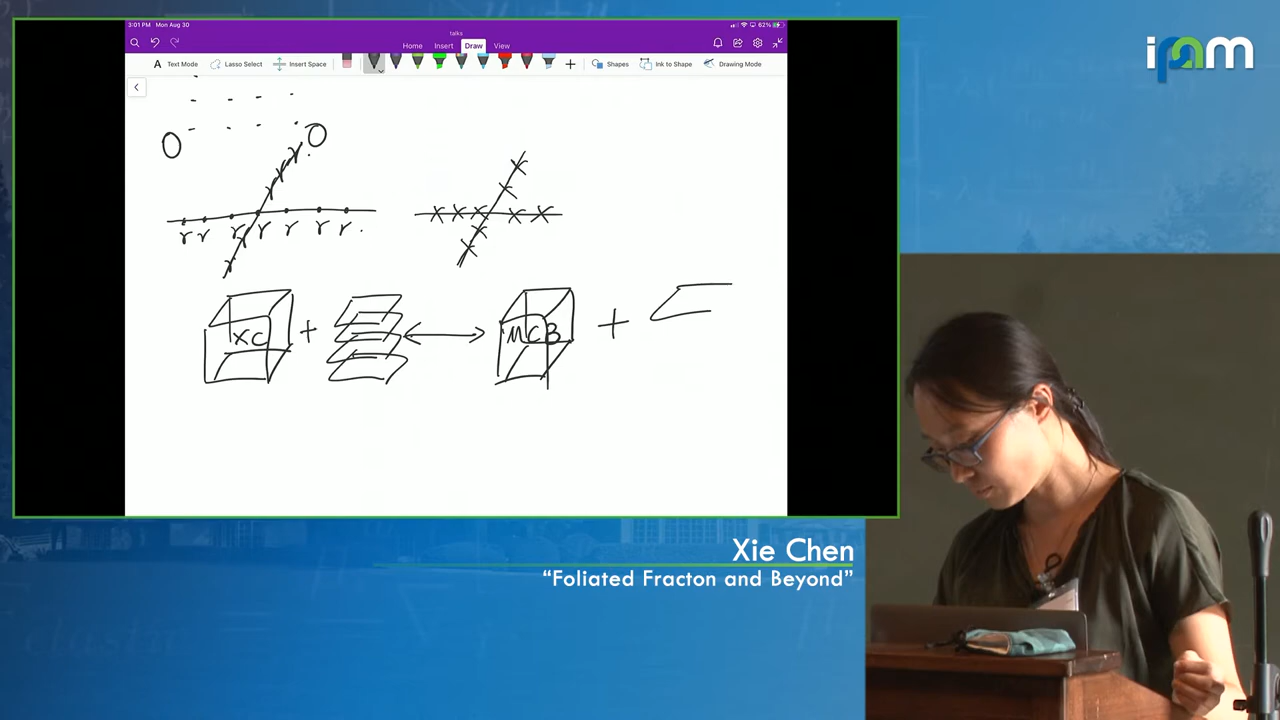 3:01 PM Mon Aug 30
62%
talks
Home Insert Draw View
Text Mode Lasso Select Insert Space Shapes Ink to Shape Drawing Mode
ipam
O O
r r r r
r r r r r r r
r
x x
x x x x x
x x
XC + ↔ MCB +
Xie Chen
“Foliated Fracton and Beyond”